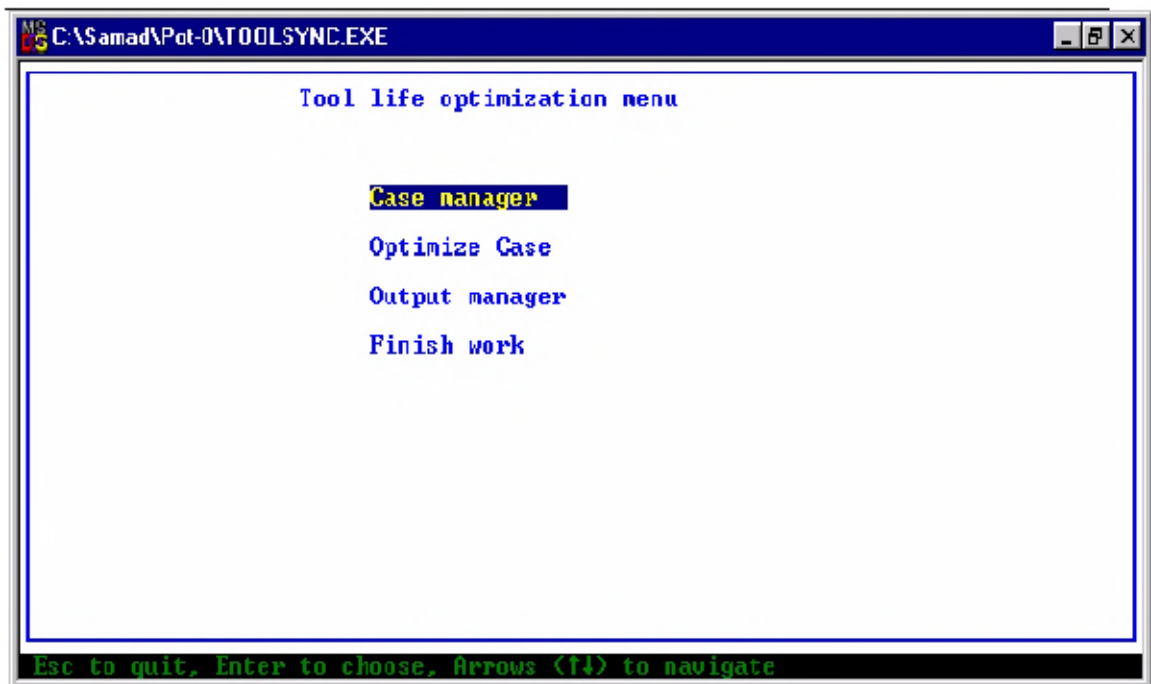 C:\Samad\Pot-0\TOOLSYNC.EXE
Tool life optimization menu
Case manager
Optimize Case
Output manager
Finish work
Esc to quit, Enter to choose, Arrows (↑↓) to navigate